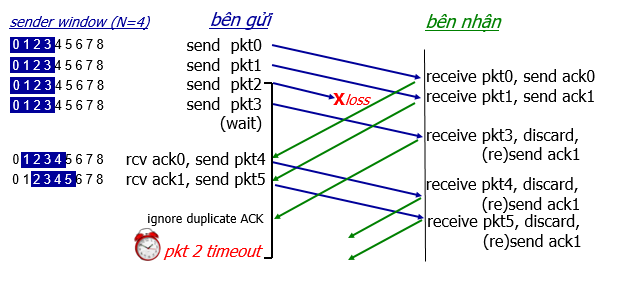 sender window (N=4)
bên gửi
bên nhận
0 1 2 3 4 5 6 7 8
send pkt0
0 1 2 3 4 5 6 7 8
send pkt1
0 1 2 3 4 5 6 7 8
send pkt2
0 1 2 3 4 5 6 7 8
send pkt3
(wait)
Xloss
receive pkt0, send ack0
receive pkt1, send ack1
receive pkt3, discard,
(re)send ack1
0 1 2 3 4 5 6 7 8
rcv ack0, send pkt4
0 1 2 3 4 5 6 7 8
rcv ack1, send pkt5
receive pkt4, discard,
(re)send ack1
receive pkt5, discard,
(re)send ack1
ignore duplicate ACK
pkt 2 timeout